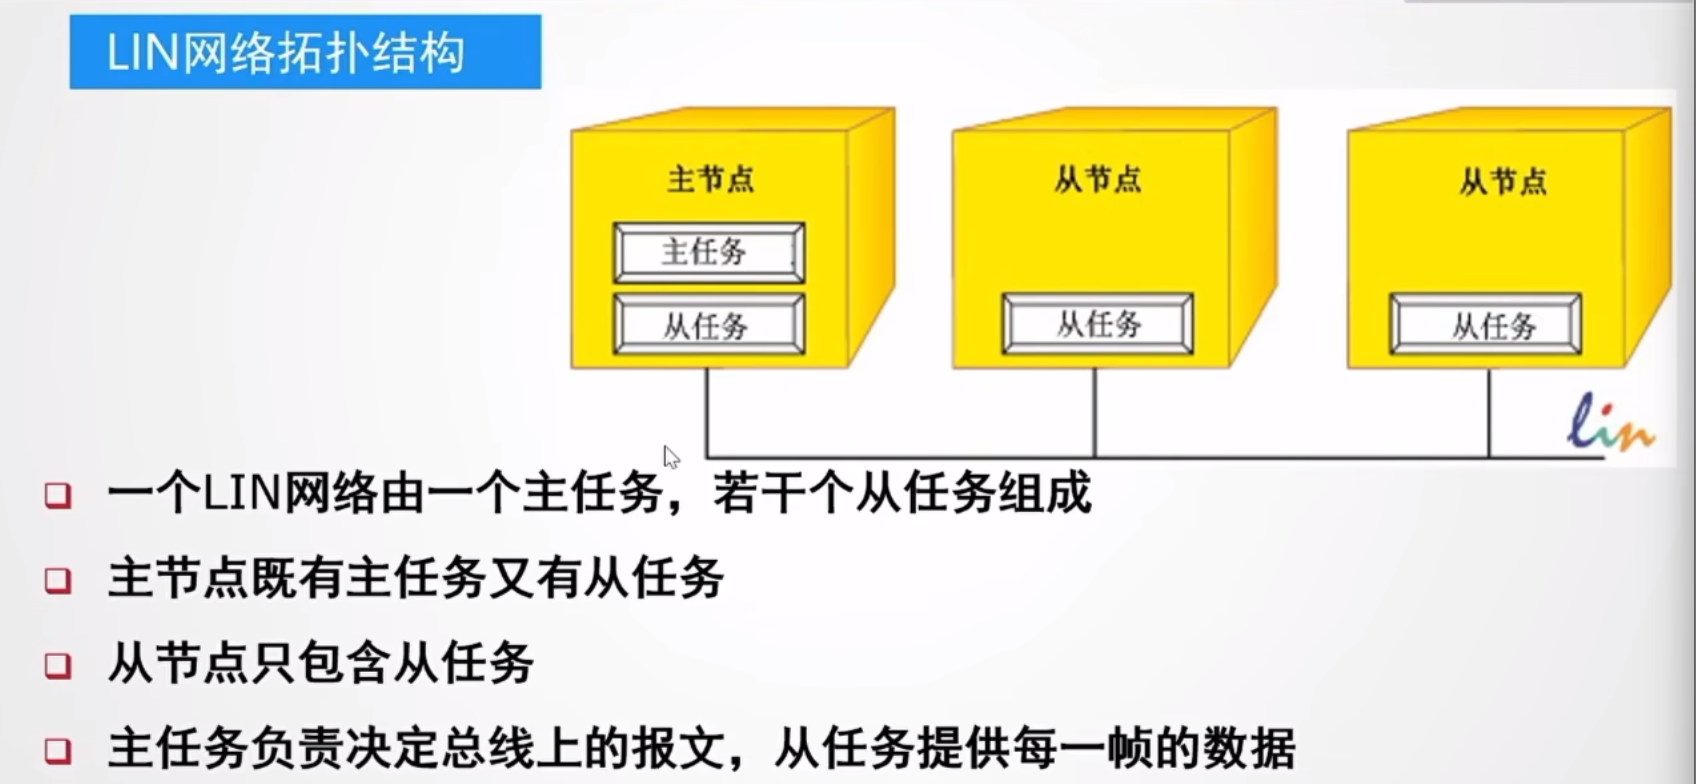 LIN网络拓扑结构
主节点
从节点
从节点
主任务
从任务
从任务
从任务
lin
一个LIN网络由一个主任务，若干个从任务组成
主节点既有主任务又有从任务
从节点只包含从任务
主任务负责决定总线上的报文，从任务提供每一帧的数据